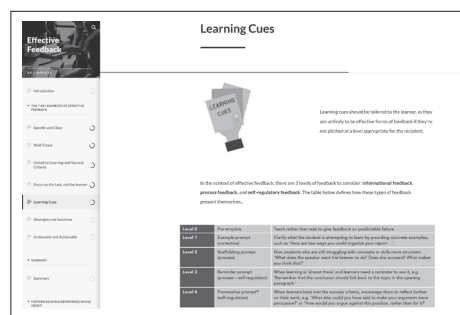 Effective
Feedback
Introduction
THE 7 KEY ELEMENTS OF EFFECTIVE
FEEDBACK
Specific and Clear
Well Timed
Linked to Learning and Success
Criteria
Focus on the task, not the learner
Learning Cues
Strategies not Solutions
Actionable and Achievable
SUMMARY
Summary
FURTHER READING/REFERENCES/IMAGE
CREDIT
Learning Cues
LEARNING
CUES
Learning cues should be tailored to the learner, as they
are unlikely to be effective forms of feedback if they're
not pitched at a level appropriate for the recipient.
In the context of effective feedback, there are 3 levels of feedback to consider: informational feedback,
process feedback, and self-regulatory feedback. The table below defines how these types of feedback
present themselves...
Level 0 Pre-emptive Teach rather than wait to give feedback on predictable failure.
Level 1 Example prompt Clarify what the student is attempting to learn by providing concrete examples,
(corrective) such as 'Here are two ways you could organize your report ...'.
Level 2 Scaffolding prompt Give students who are still struggling with concepts or skills more structure.
(process) 'What does the speaker want the listener to do? Does she succeed? What makes
you think that?'
Level 3 Reminder prompt When learning is 'almost there' and learners need a reminder to use it, e.g.
(process – self-regulation) 'Remember that the conclusion should link back to the topic in the opening
paragraph.'
Level 4 Provocative prompt When learners have met the success criteria, encourage them to reflect further
(self-regulation) on their work, e.g. 'What else could you have said to make your argument more
persuasive?' or 'How would you argue against this position, rather than for it?'